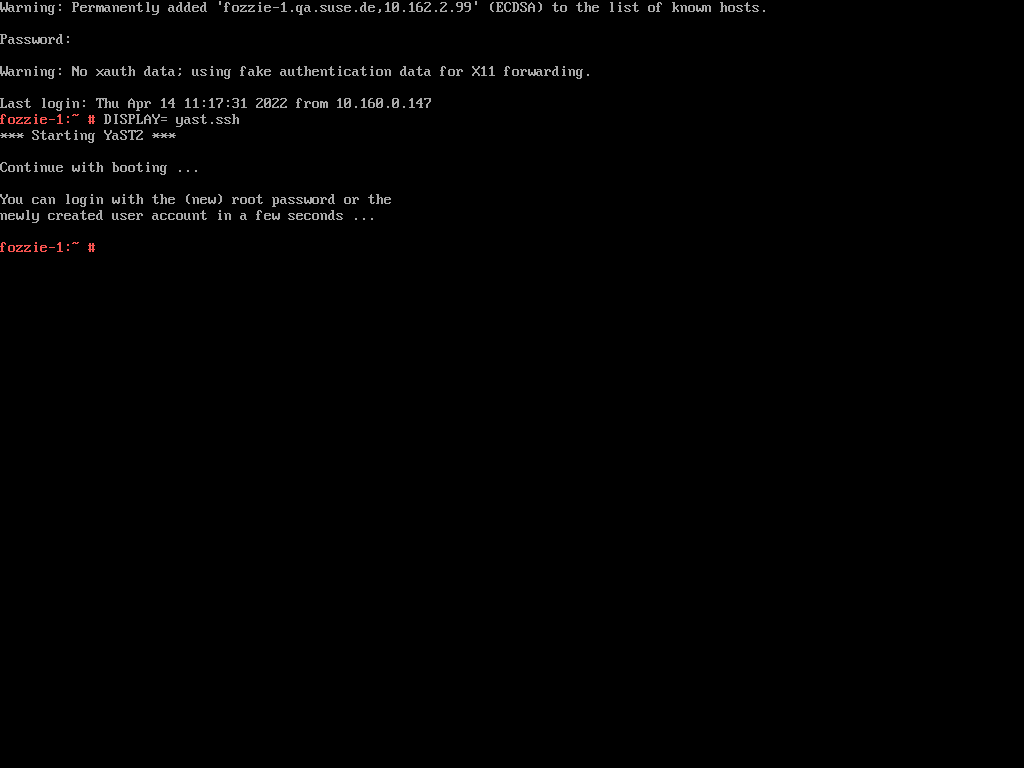 Warning: Permanently added 'fozzie-1.qa.suse.de,10.162.2.99' (ECDSA) to the list of known hosts.
Password:
Warning: No xauth data; using fake authentication data for X11 forwarding.
Last login: Thu Apr 14 11:17:31 2022 from 10.160.0.147
fozzie-1:~ # DISPLAY= yast.ssh
*** Starting YaST2 ***
Continue with booting ...
You can login with the (new) root password or the
newly created user account in a few seconds ...
fozzie-1:~ #